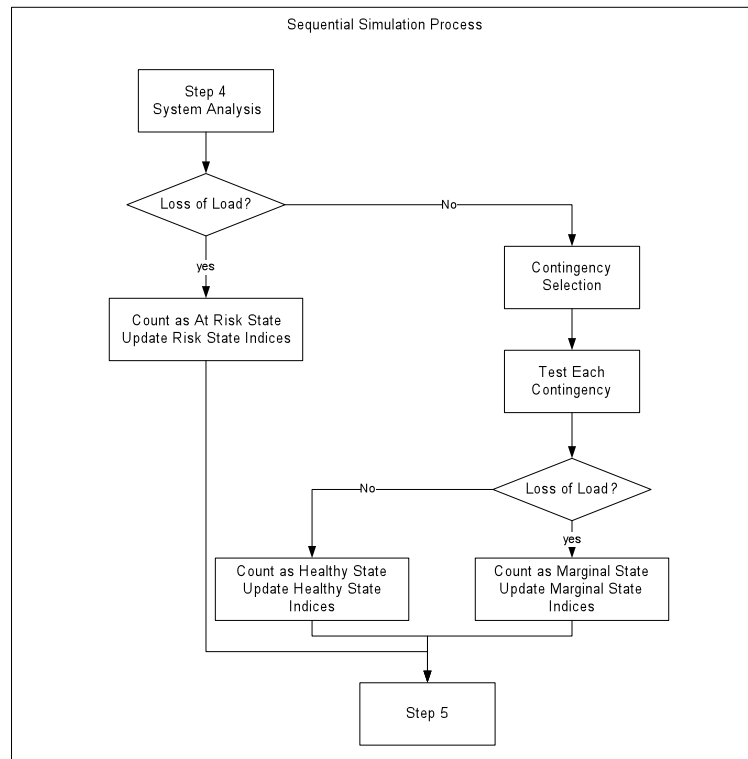 Sequential Simulation Process
Step 4
System Analysis
Loss of Load?
No
yes
Contingency
Selection
Count as At Risk State
Update Risk State Indices
Test Each
Contingency
Loss of Load?
No
yes
Count as Healthy State
Update Healthy State
Indices
Count as Marginal State
Update Marginal State
Indices
Step 5